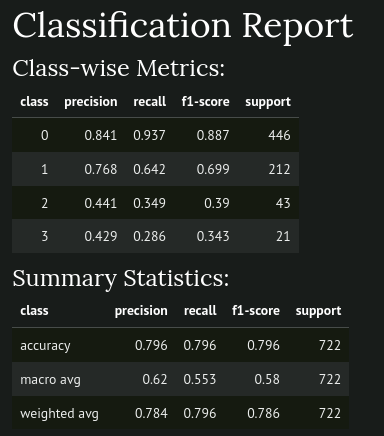 Classification Report
Class-wise Metrics:
class precision recall f1-score support
0 0.841 0.937 0.887 446
1 0.768 0.642 0.699 212
2 0.441 0.349 0.39 43
3 0.429 0.286 0.343 21
Summary Statistics:
class precision recall f1-score support
accuracy 0.796 0.796 0.796 722
macro avg 0.62 0.553 0.58 722
weighted avg 0.784 0.796 0.786 722